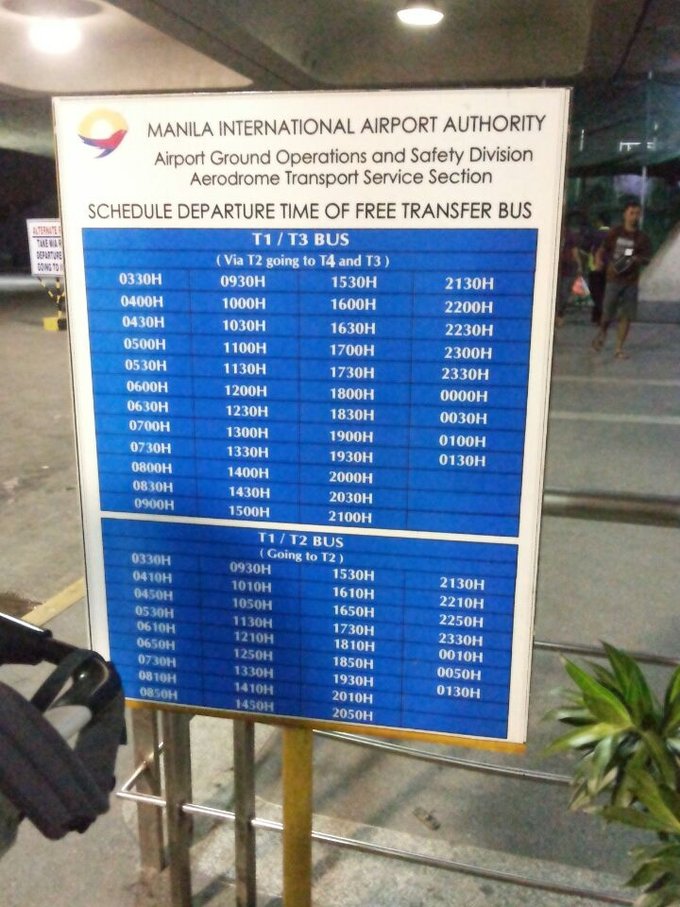 MANILA INTERNATIONAL AIRPORT AUTHORITY
Airport Ground Operations and Safety Division
Aerodrome Transport Service Section
SCHEDULE DEPARTURE TIME OF FREE TRANSFER BUS
T1 / T3 BUS
( Via T2 going to T4 and T3 )
0330H 0930H 1530H 2130H
0400H 1000H 1600H 2200H
0430H 1030H 1630H 2230H
0500H 1100H 1700H 2300H
0530H 1130H 1730H 2330H
0600H 1200H 1800H 0000H
0630H 1230H 1830H 0030H
0700H 1300H 1900H 0100H
0730H 1330H 1930H 0130H
0800H 1400H 2000H
0830H 1430H 2030H
0900H 1500H 2100H
T1 / T2 BUS
( Going to T2 )
0330H 0930H 1530H 2130H
0410H 1010H 1610H 2210H
0450H 1050H 1650H 2250H
0530H 1130H 1730H 2330H
0610H 1210H 1810H 0010H
0650H 1250H 1850H 0050H
0730H 1330H 1930H 0130H
0810H 1410H 2010H
0850H 1450H 2050H
ALTERNATE
TAKE MIA
DEPARTURE
GOING TO